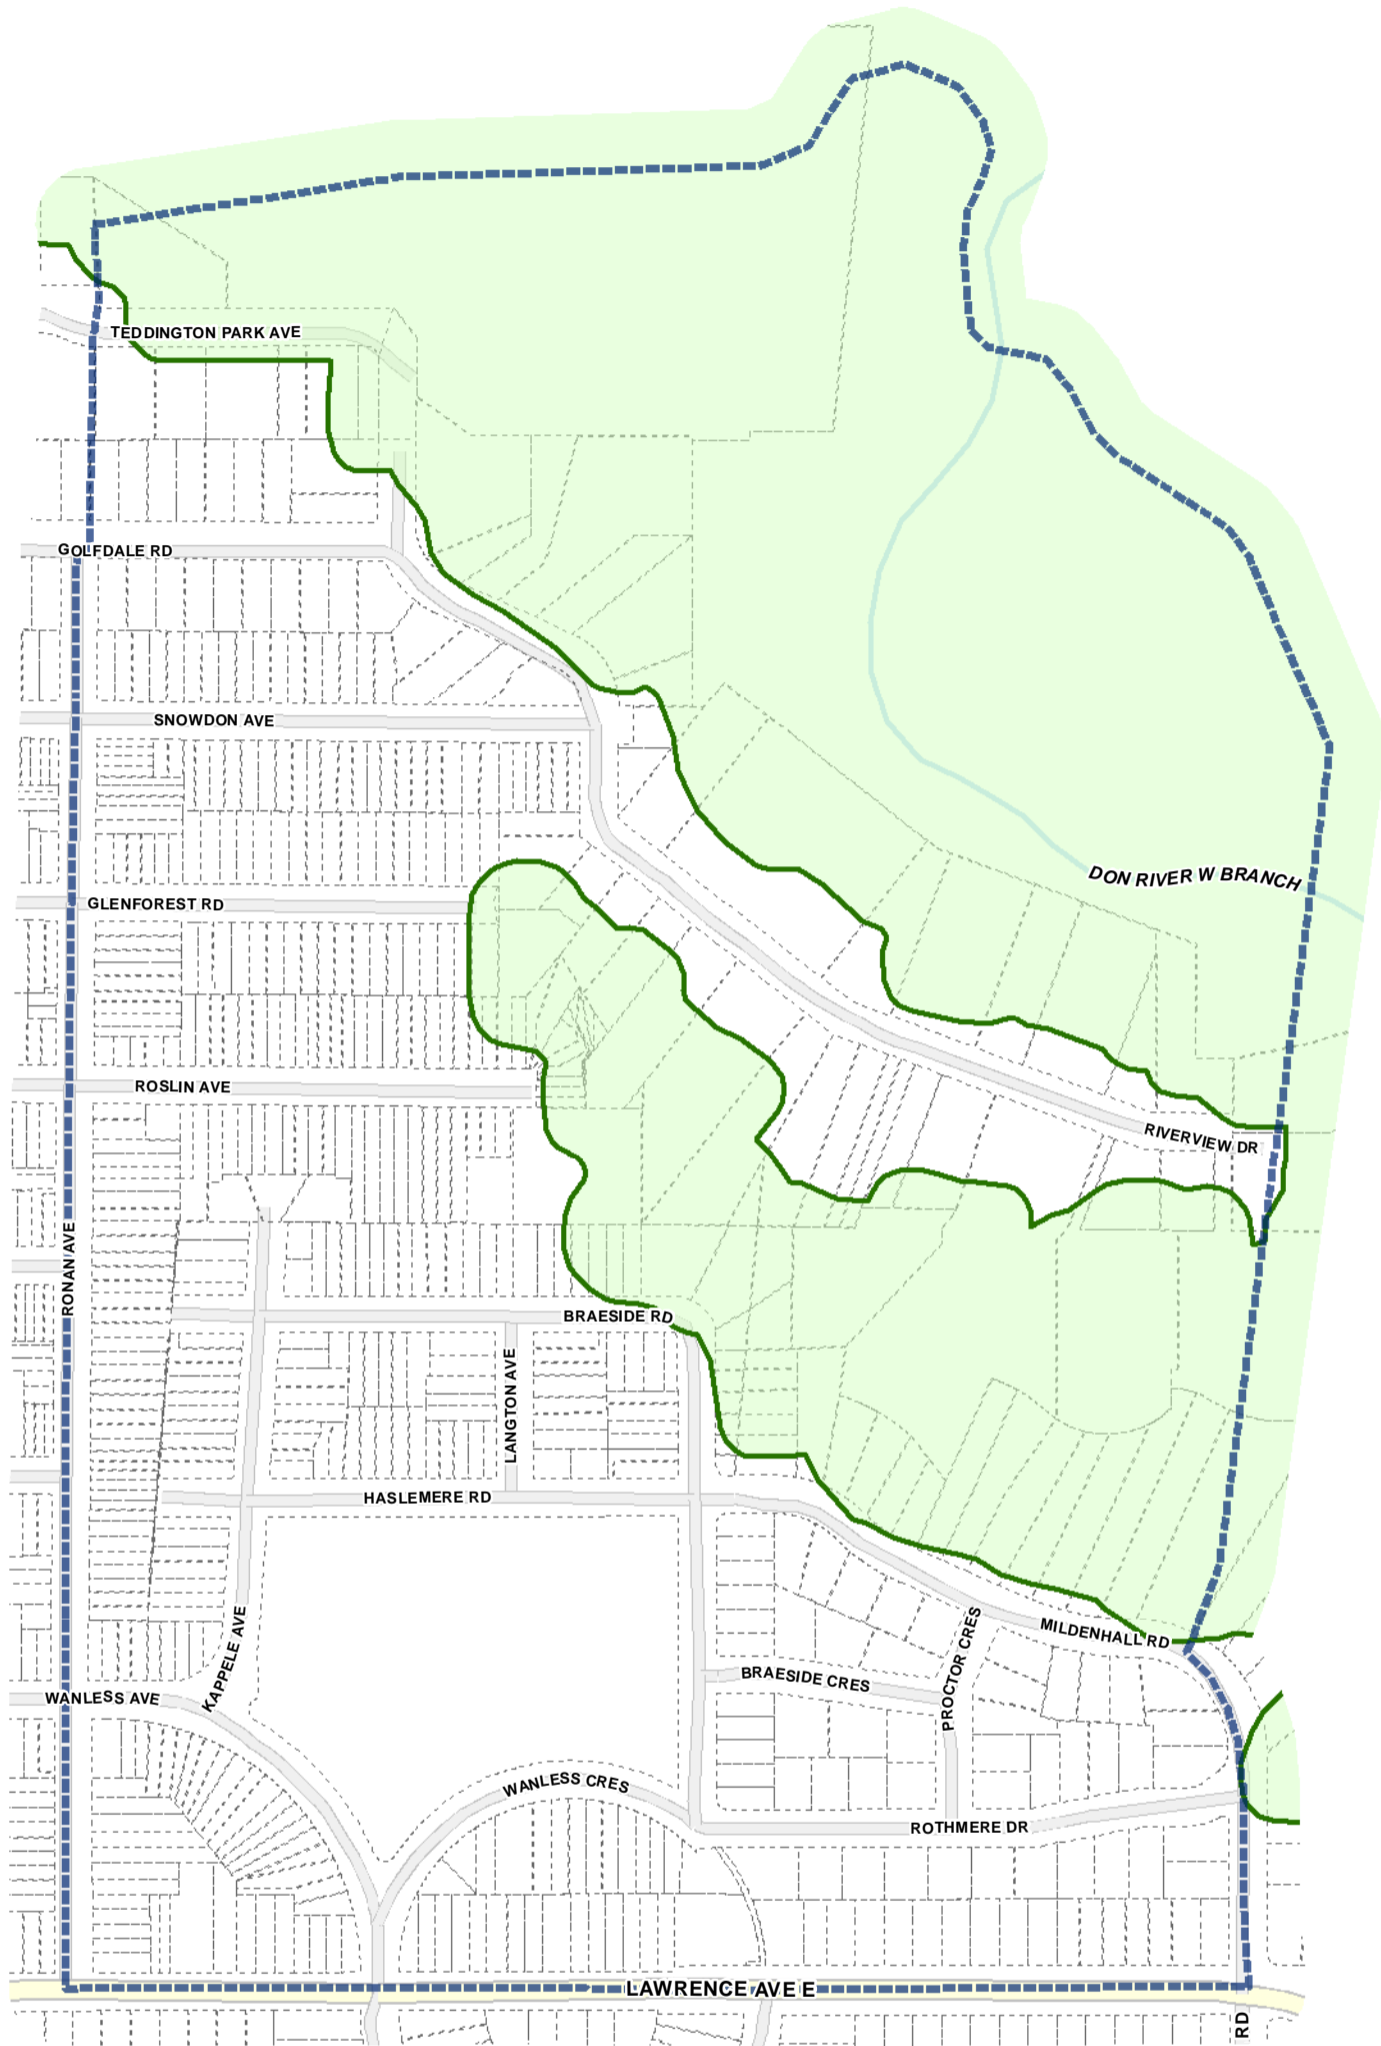 TEDDINGTON PARK AVE
GOLFDALE RD
SNOWDON AVE
DON RIVER W BRANCH
GLENFOREST RD
ROSLIN AVE
RIVERVIEW DR
RONAN AVE
BRAESIDE RD
LANGTON AVE
HASLEMERE RD
KAPPELE AVE
MILDENHALL RD
PROCTOR CRES
BRAESIDE CRES
WANLESS AVE
WANLESS CRES
ROTHMERE DR
LAWRENCE AVE E
RD